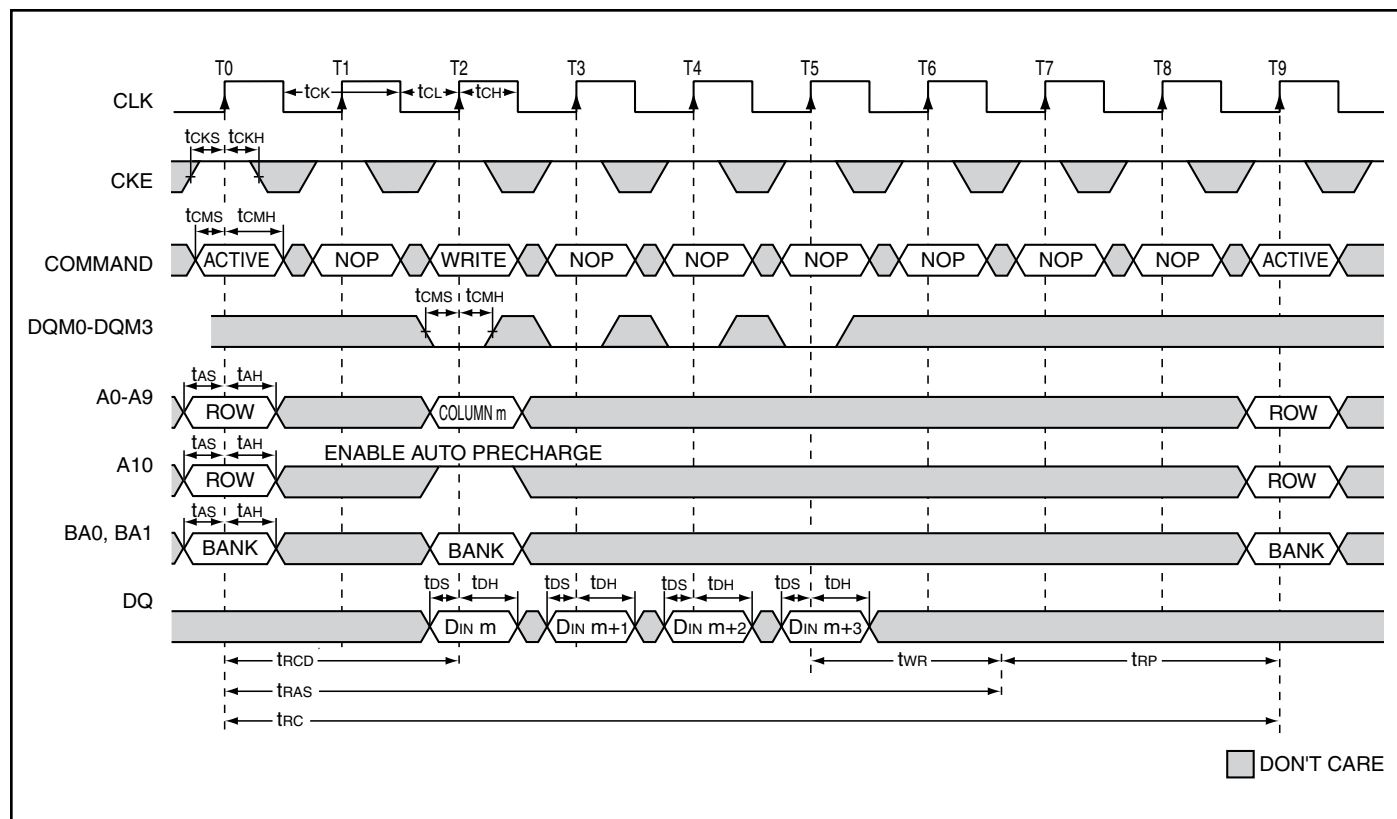 T0 T1 T2 T3 T4 T5 T6 T7 T8 T9
CLK tCK tCL tCH
tCKS tCKH
CKE
tCMS tCMH
COMMAND ACTIVE NOP WRITE NOP NOP NOP NOP NOP NOP ACTIVE
tCMS tCMH
DQM0-DQM3
tAS tAH
A0-A9 ROW COLUMN m ROW
tAS tAH ENABLE AUTO PRECHARGE
A10 ROW ROW
tAS tAH
BA0, BA1 BANK BANK BANK
tDS tDH tDS tDH tDS tDH tDS tDH
DQ DIN m DIN m+1 DIN m+2 DIN m+3
tRCD tWR tRP
tRAS
tRC
DON'T CARE